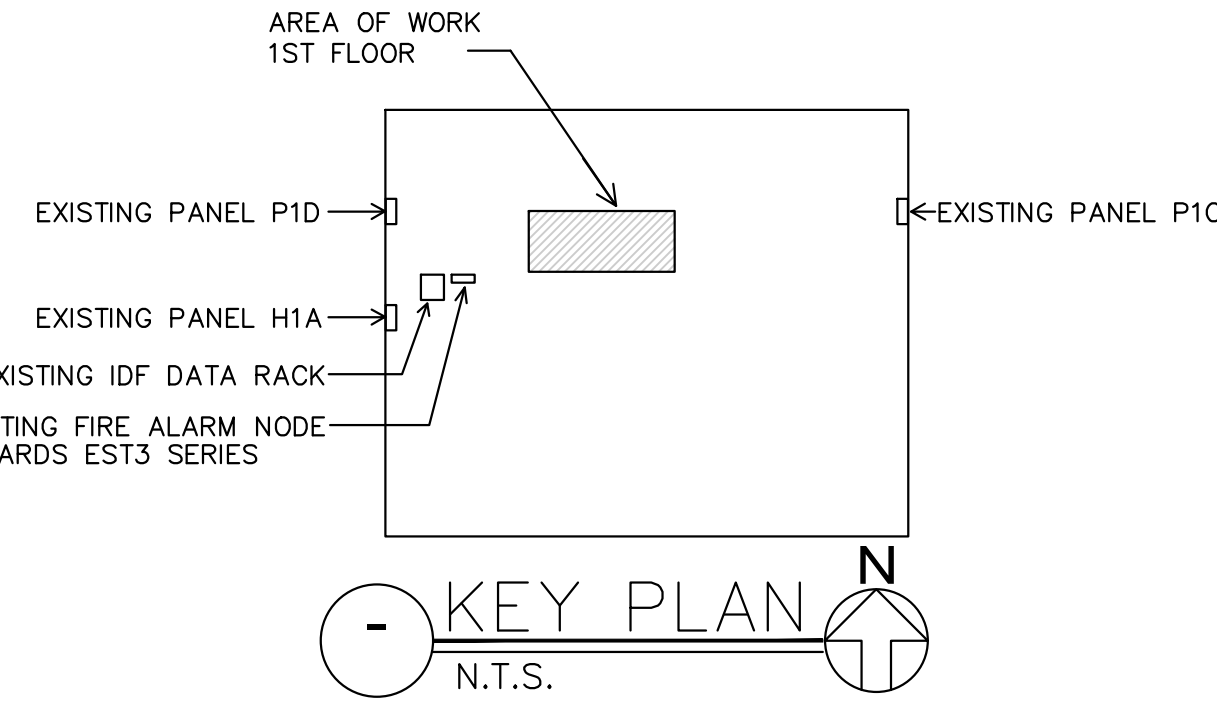 AREA OF WORK
1ST FLOOR
EXISTING PANEL P1D
EXISTING PANEL
EXISTING PANEL H1A
IDF DATA RACK
FIRE ALARM NODE
EST3 SERIES
N
-
KEY PLAN
N.T.S.